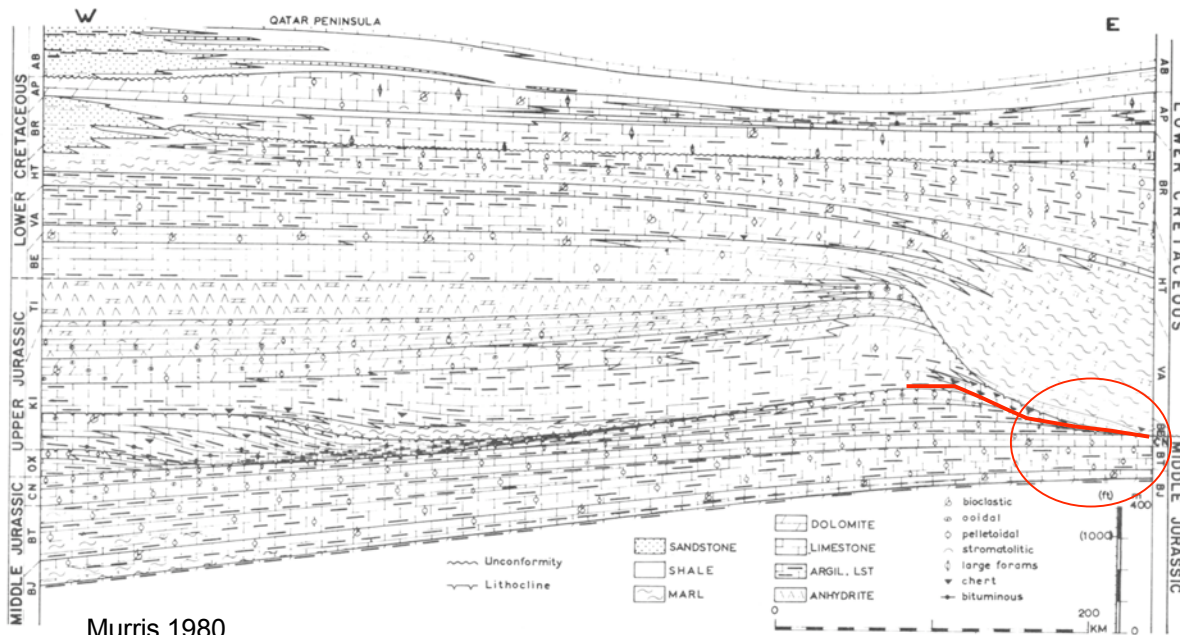 W
QATAR PENINSULA
E
LOWER CRETACEOUS
AB
AP
BR
HT
VA
BE
UPPER JURASSIC
TI
KI
OX
MIDDLE JURASSIC
CN
BT
BJ
LOWER CRETACEOUS
AB
AP
BR
HT
VA
MIDDLE JURASSIC
BT
BJ
Unconformity
Lithocline
SANDSTONE
SHALE
MARL
DOLOMITE
LIMESTONE
ARGIL. LST
ANHYDRITE
bioclastic
ooidal
pelletoidal
stromatolitic
large forams
chert
bituminous
(ft) m
400
(1000)
0
0
200
KM
Murris 1980